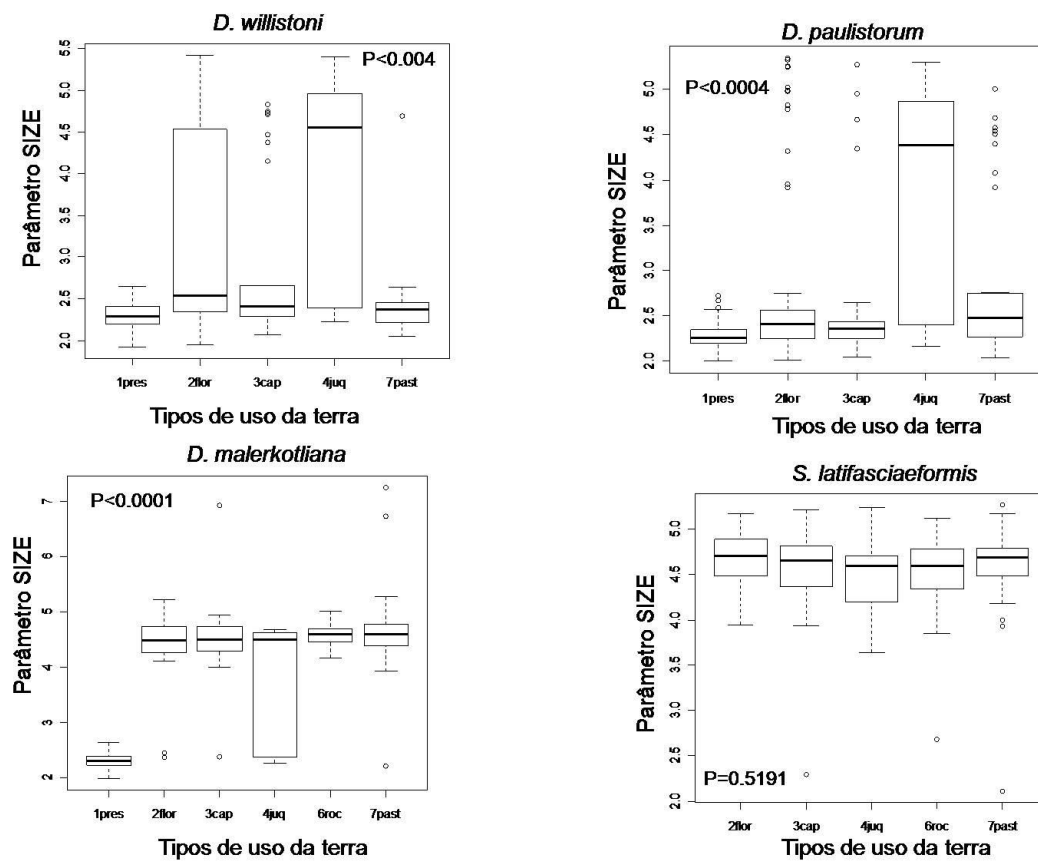 D. willistoni
P<0.004
Parâmetro SIZE
5.5
5.0
4.5
4.0
3.5
3.0
2.5
2.0
1pres 2flor 3cap 4juq 7past
Tipos de uso da terra
D. paulistorum
P<0.0004
Parâmetro SIZE
5.0
4.5
4.0
3.5
3.0
2.5
2.0
1pres 2flor 3cap 4juq 7past
Tipos de uso da terra
D. malerkotliana
P<0.0001
Parâmetro SIZE
7
6
5
4
3
2
1pres 2flor 3cap 4juq 6roc 7past
Tipos de uso da terra
S. latifasciaeformis
Parâmetro SIZE
5.0
4.5
4.0
3.5
3.0
2.5
2.0
P=0.5191
2flor 3cap 4juq 6roc 7past
Tipos de uso da terra